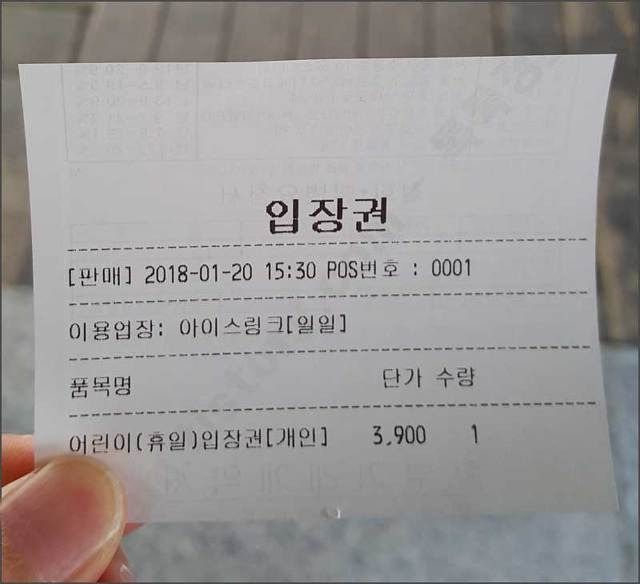 입장권
[판매] 2018-01-20 15:30 POS번호 : 0001
이용업장: 아이스링크[일일]
품목명 단가 수량
어린이(휴일)입장권[개인] 3,900 1